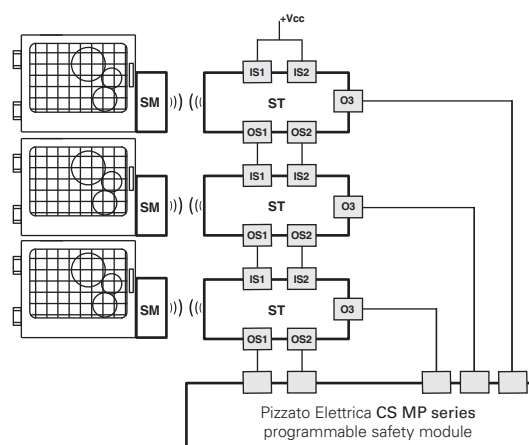 +Vcc
IS1 IS2
SM ST O3
OS1 OS2
IS1 IS2
SM ST O3
OS1 OS2
IS1 IS2
SM ST O3
OS1 OS2
Pizzato Elettrica CS MP series
programmable safety module